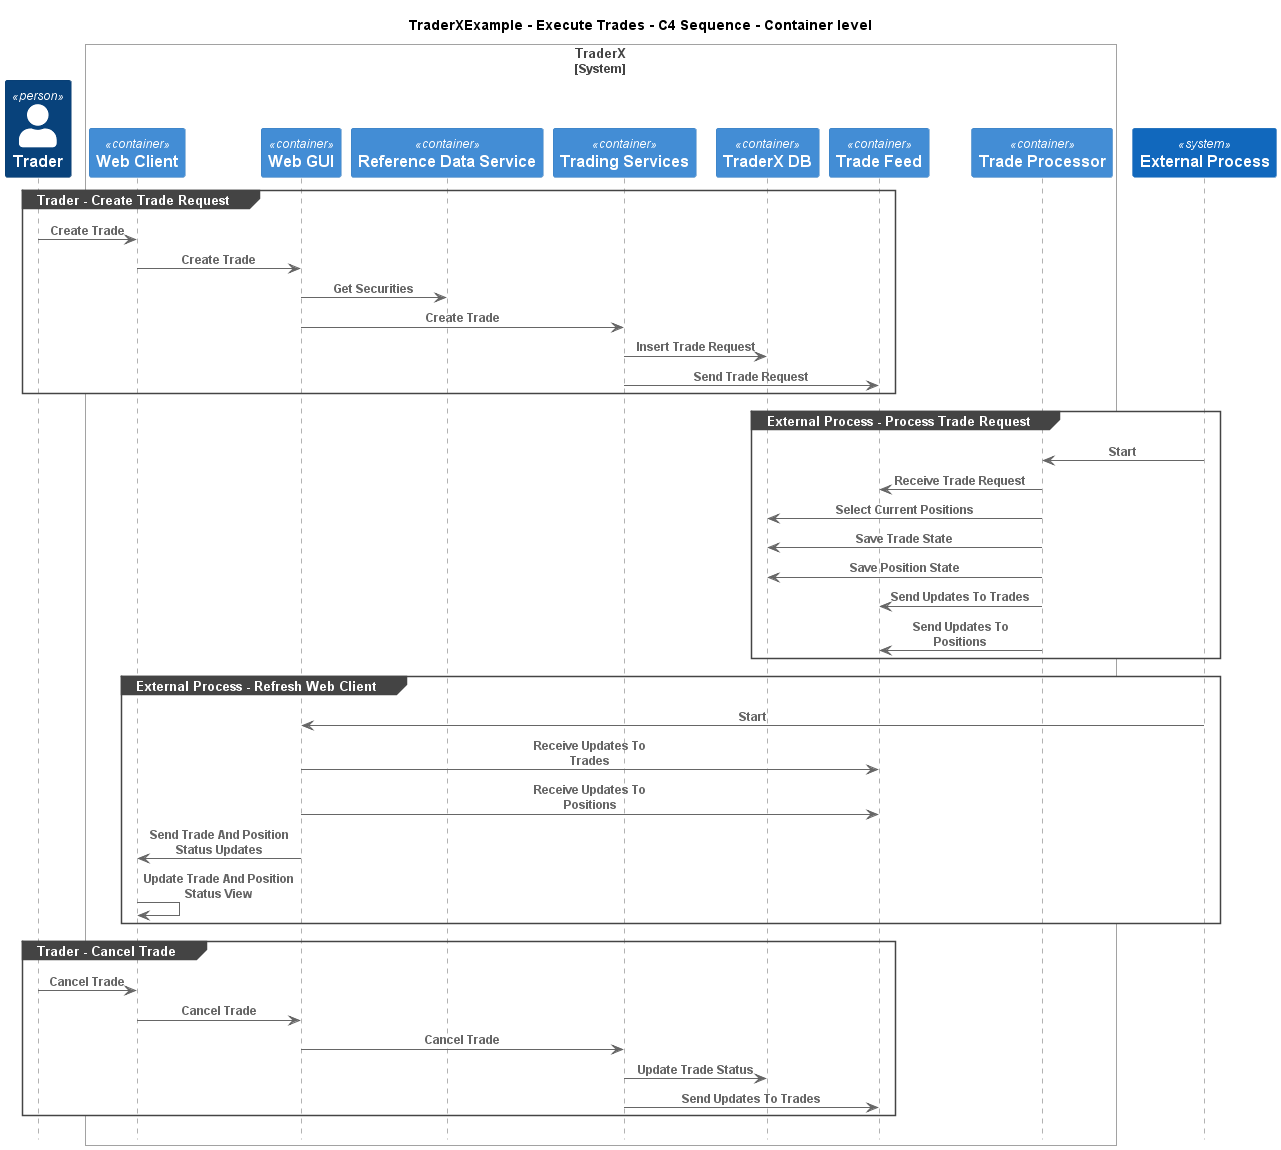 TraderXExample - Execute Trades - C4 Sequence - Container level
TraderX
[System]
«person»
Trader
«container»
Web Client
«container»
Web GUI
«container»
Reference Data Service
«container»
Trading Services
«container»
TraderX DB
«container»
Trade Feed
«container»
Trade Processor
«system»
External Process
Trader - Create Trade Request
Create Trade
Create Trade
Get Securities
Create Trade
Insert Trade Request
Send Trade Request
External Process - Process Trade Request
Start
Receive Trade Request
Select Current Positions
Save Trade State
Save Position State
Send Updates To Trades
Send Updates To
Positions
External Process - Refresh Web Client
Start
Receive Updates To
Trades
Receive Updates To
Positions
Send Trade And Position
Status Updates
Update Trade And Position
Status View
Trader - Cancel Trade
Cancel Trade
Cancel Trade
Cancel Trade
Update Trade Status
Send Updates To Trades